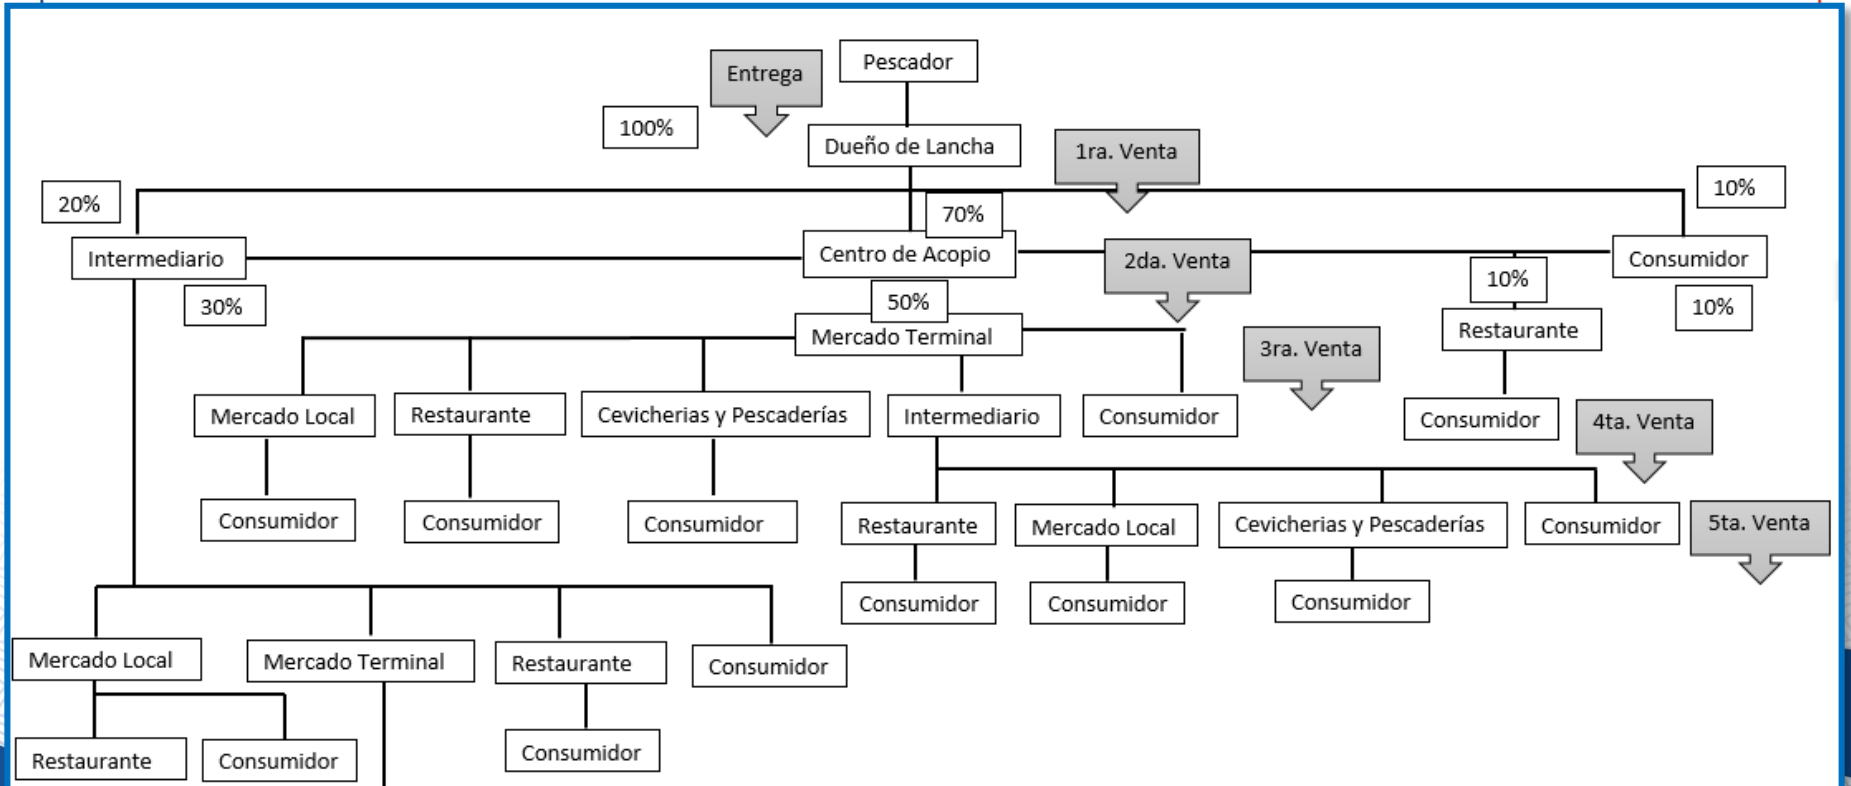 Pescador
Entrega
100%
Dueño de Lancha
1ra. Venta
20%
70%
10%
Intermediario
Centro de Acopio
2da. Venta
Consumidor
10%
30%
50%
10%
Mercado Terminal
Restaurante
3ra. Venta
Mercado Local
Restaurante
Cevicherias y Pescaderías
Intermediario
Consumidor
Consumidor
4ta. Venta
Consumidor
Consumidor
Consumidor
Restaurante
Mercado Local
Cevicherias y Pescaderías
Consumidor
5ta. Venta
Consumidor
Consumidor
Consumidor
Mercado Local
Mercado Terminal
Restaurante
Consumidor
Restaurante
Consumidor
Consumidor